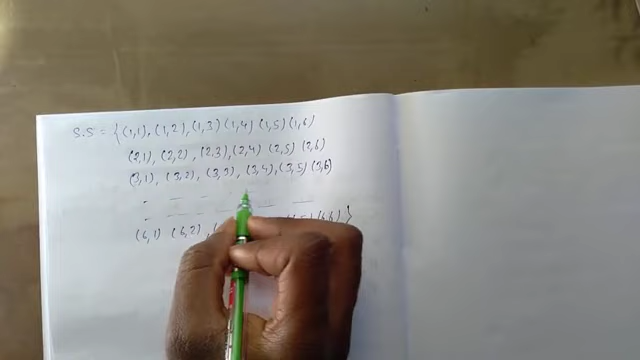 S.S = {(1,1), (1,2), (1,3) (1,4) (1,5) (1,6)
(2,1), (2,2) , (2,3), (2,4) (2,5) (2,6)
(3,1), (3,2), (3,3), (3,4), (3,5) (3,6)
(6,1) (6,2), (6,6)}